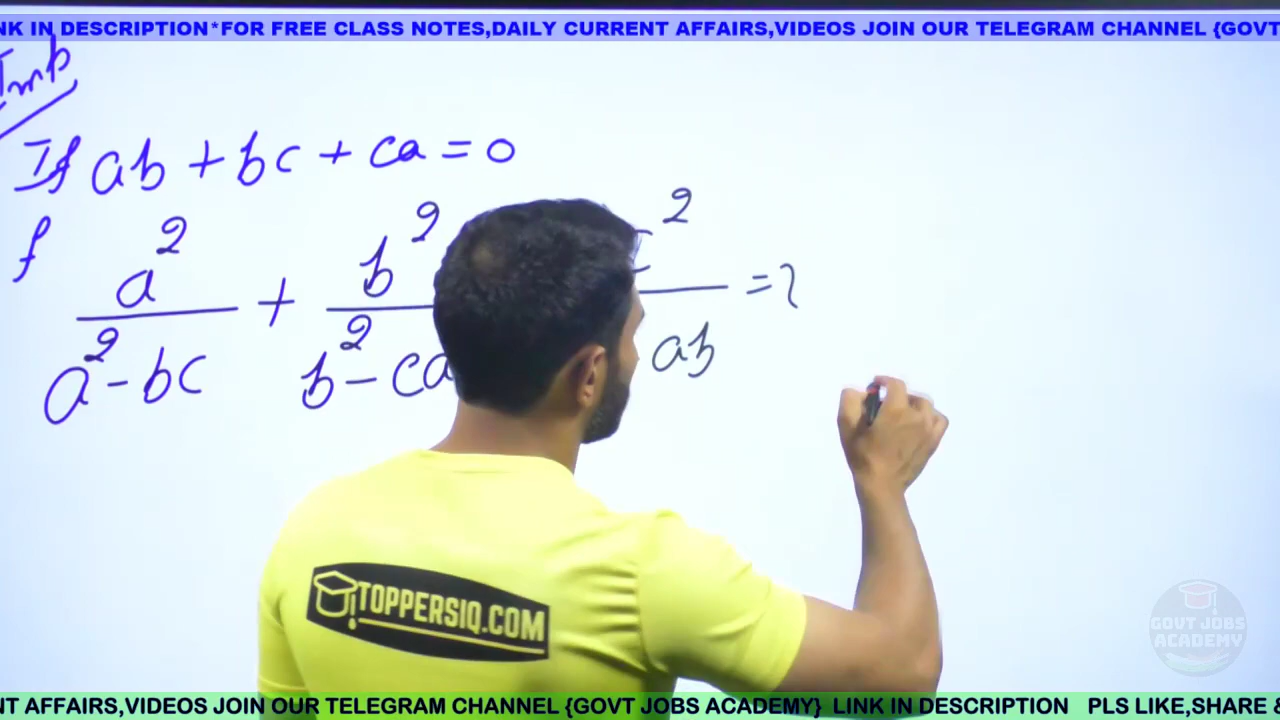 NK IN DESCRIPTION*FOR FREE CLASS NOTES,DAILY CURRENT AFFAIRS,VIDEOS JOIN OUR TELEGRAM CHANNEL {GOVT
Imp
If ab + bc + ca = 0
f a² / a² - bc + b² / b² - ca ² / ab = ?
TOPPERSIQ.COM
GOVT JOBS
ACADEMY
NT AFFAIRS,VIDEOS JOIN OUR TELEGRAM CHANNEL {GOVT JOBS ACADEMY} LINK IN DESCRIPTION PLS LIKE,SHARE &